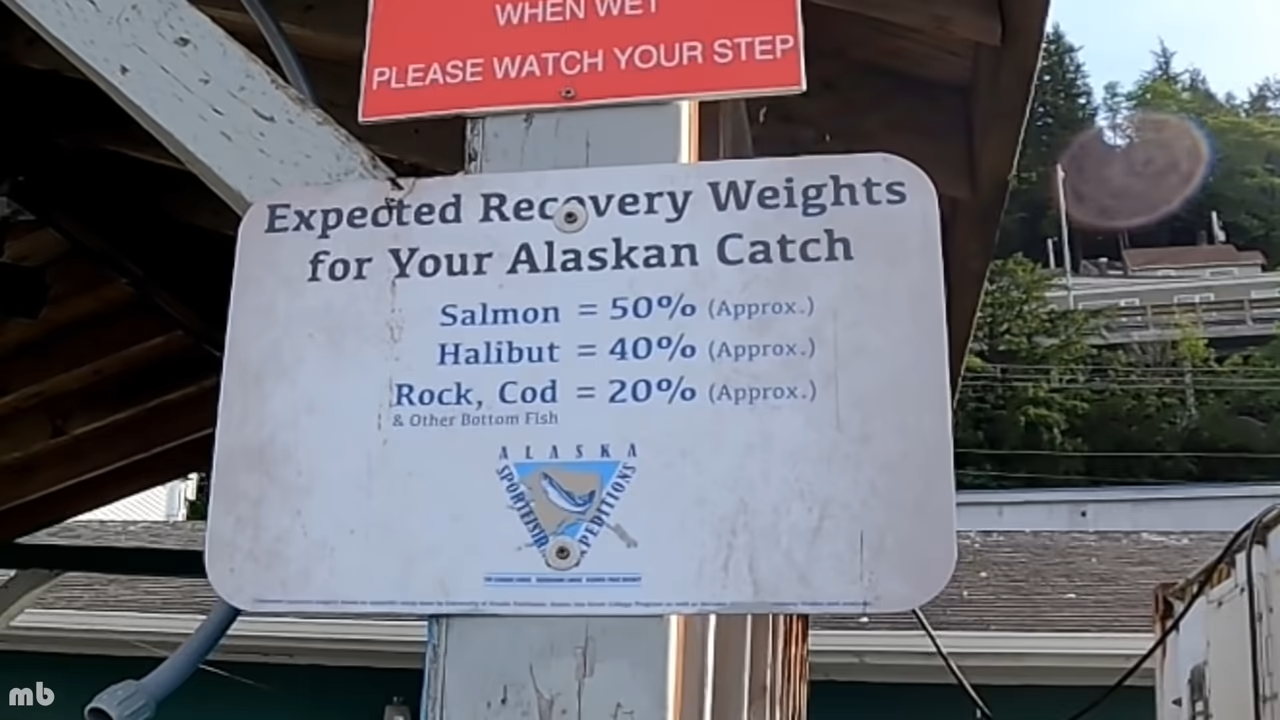 WHEN WET
PLEASE WATCH YOUR STEP
Expected Recovery Weights
for Your Alaskan Catch
Salmon = 50% (Approx.)
Halibut = 40% (Approx.)
Rock, Cod = 20% (Approx.)
& Other Bottom Fish
ALASKA
mb